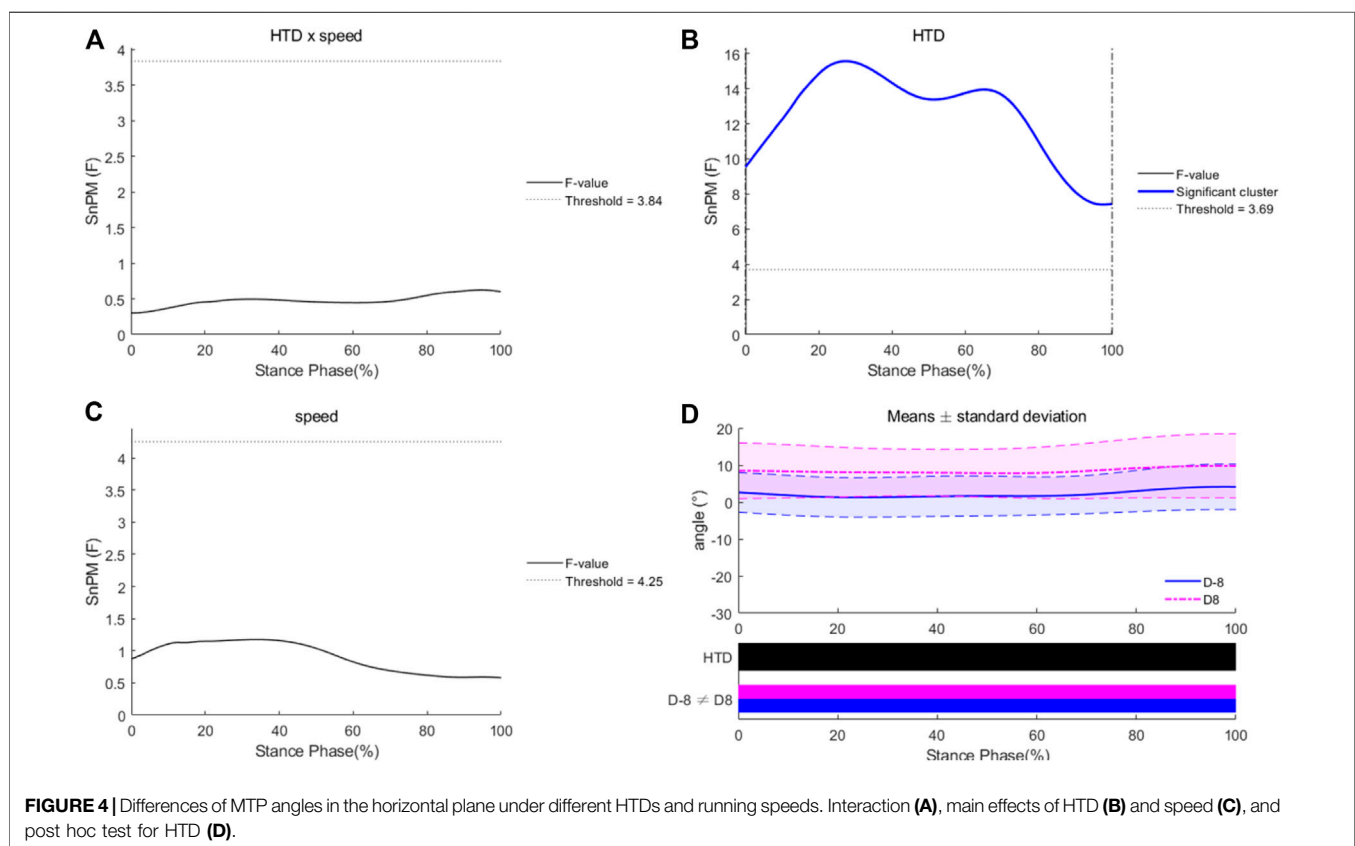 A
HTD x speed
4
3.5
3
2.5
2
1.5
1
0.5
0
SnPM (F)
0 20 40 60 80 100
Stance Phase(%)
F-value
Threshold = 3.84
B
HTD
16
14
12
10
8
6
4
2
0
SnPM (F)
0 20 40 60 80 100
Stance Phase(%)
F-value
Significant cluster
Threshold = 3.69
C
speed
4
3.5
3
2.5
2
1.5
1
0.5
0
SnPM (F)
0 20 40 60 80 100
Stance Phase(%)
F-value
Threshold = 4.25
D
Means ± standard deviation
20
10
0
-10
-20
-30
angle (°)
D-8
D8
0 20 40 60 80 100
HTD
D-8 ≠ D8
0 20 40 60 80 100
Stance Phase(%)
FIGURE 4 | Differences of MTP angles in the horizontal plane under different HTDs and running speeds. Interaction (A), main effects of HTD (B) and speed (C), and
post hoc test for HTD (D).